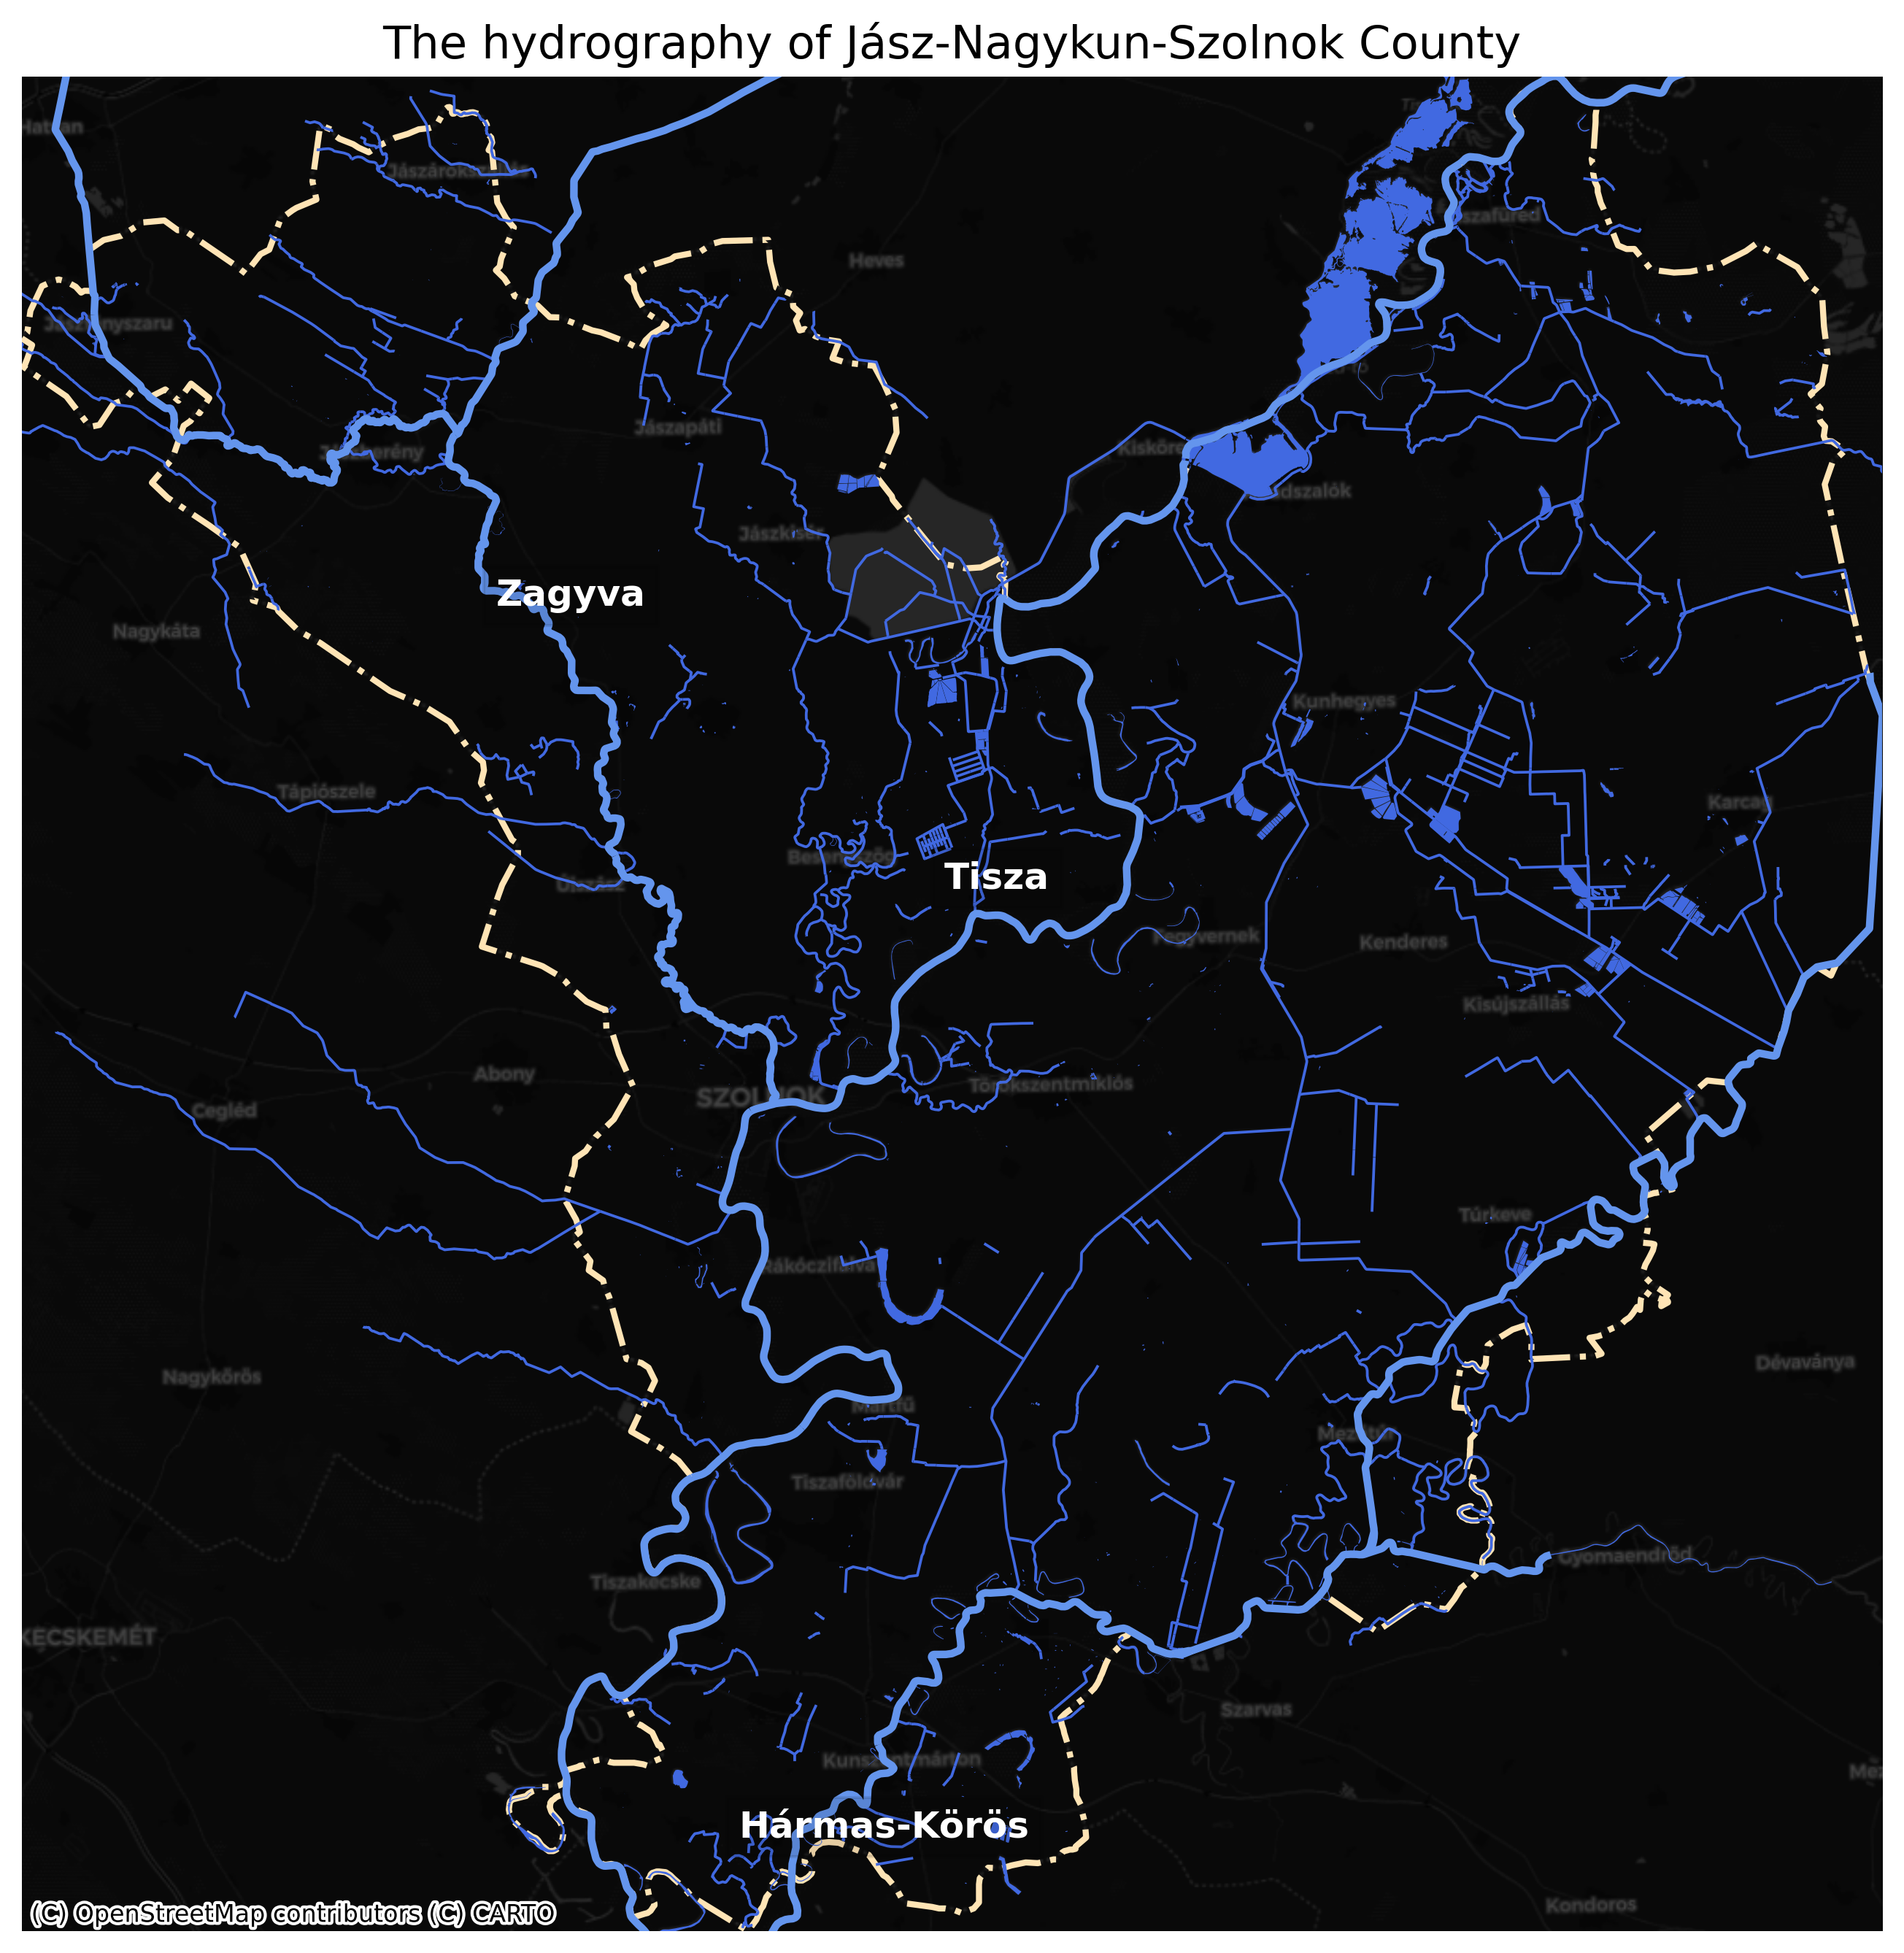 The hydrography of Jász-Nagykun-Szolnok County
Hatvan
Jászárokszállás
Tiszafüred
Heves
Jászfényszaru
Jászapáti
Jászberény
Kisköre
Abádszalók
Jászkisér
Zagyva
Nagykáta
Kunhegyes
Tápiószele
Karcag
Besenyszög
Tisza
Újszász
Fegyvernek
Kenderes
Kisújszállás
Abony
Törökszentmiklós
SZOLNOK
Cegléd
Túrkeve
Rákóczifalva
Dévaványa
Nagykőrös
Martfű
Mezőtúr
Tiszaföldvár
Gyomaendrőd
Tiszakécske
KECSKEMÉT
Szarvas
Kunszentmárton
Mez
Hármas-Körös
Kondoros
(C) OpenStreetMap contributors (C) CARTO